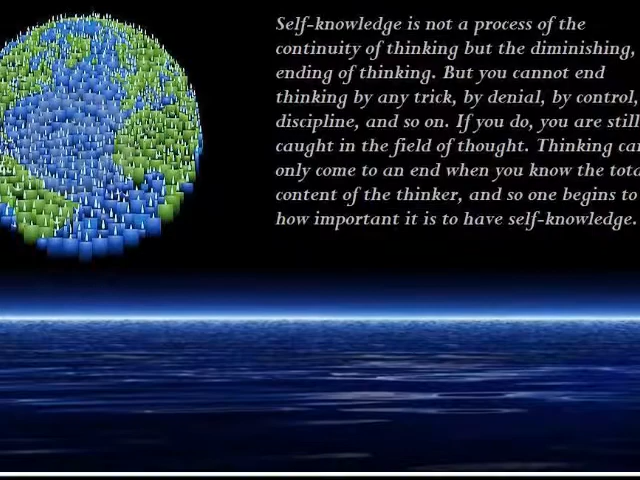 Self-knowledge is not a process of the
continuity of thinking but the diminishing,
ending of thinking. But you cannot end
thinking by any trick, by denial, by control,
discipline, and so on. If you do, you are still
caught in the field of thought. Thinking can
only come to an end when you know the
content of the thinker, and so one begins to
how important it is to have self-knowledge.